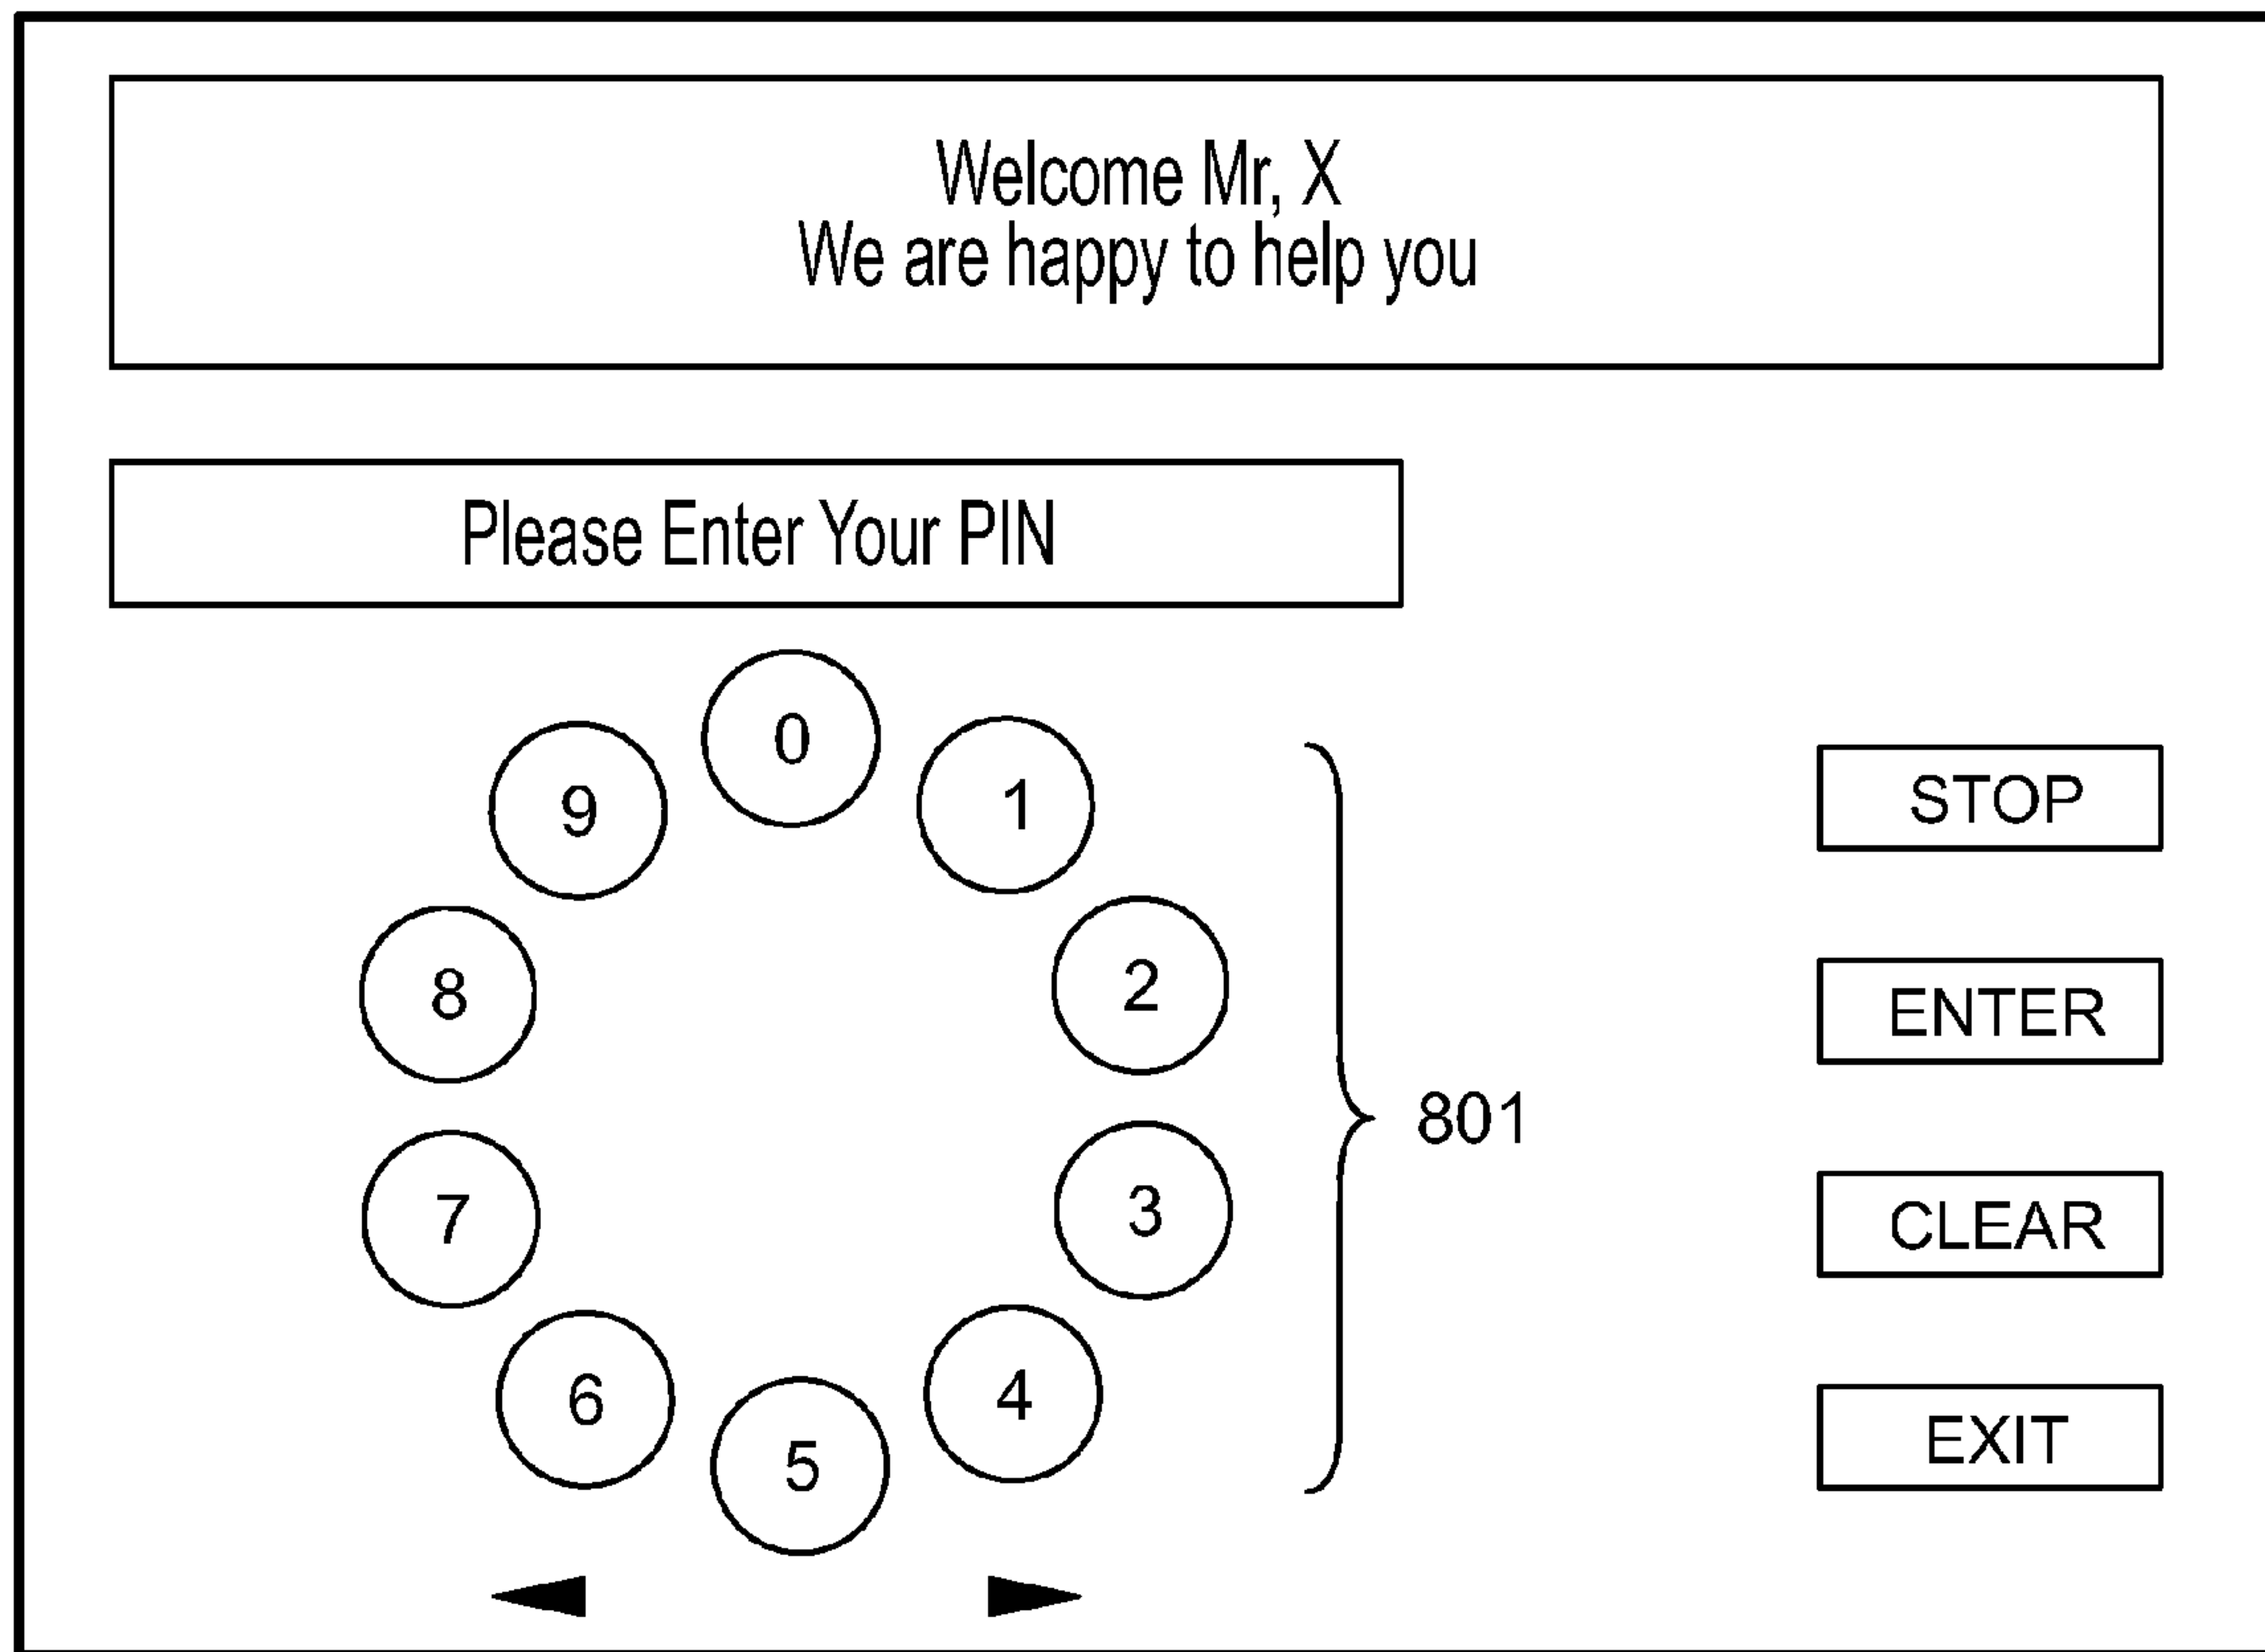 Welcome Mr, X
We are happy to help you
Please Enter Your PIN
0
1
2
3
4
5
6
7
8
9
801
STOP
ENTER
CLEAR
EXIT